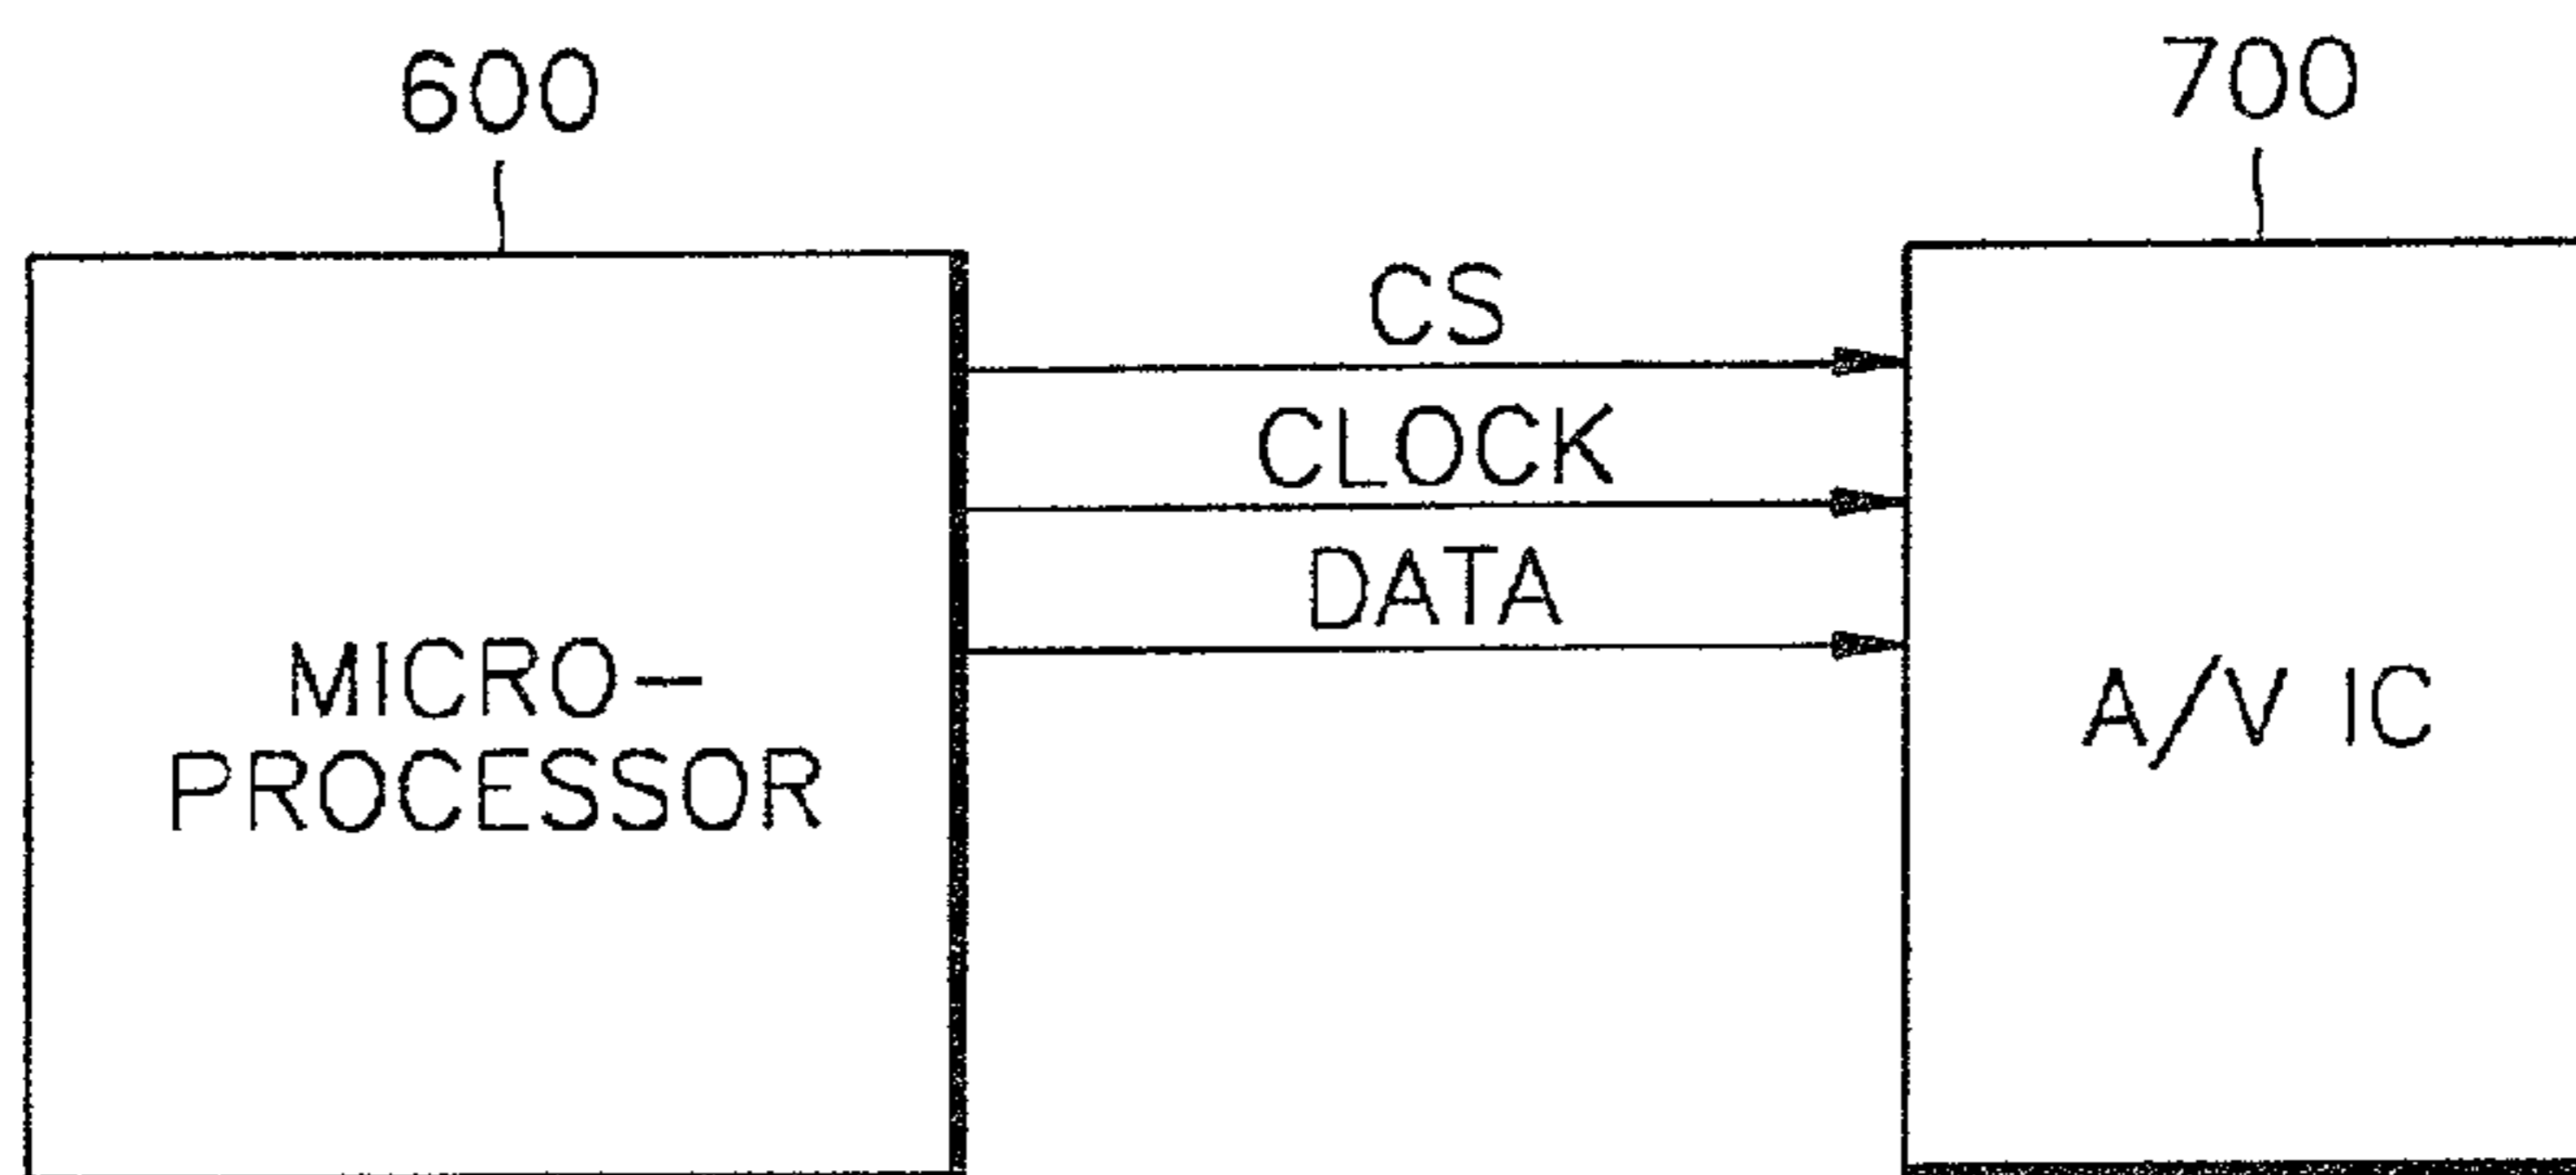 600
700
CS
CLOCK
DATA
MICRO-
PROCESSOR
A/V IC